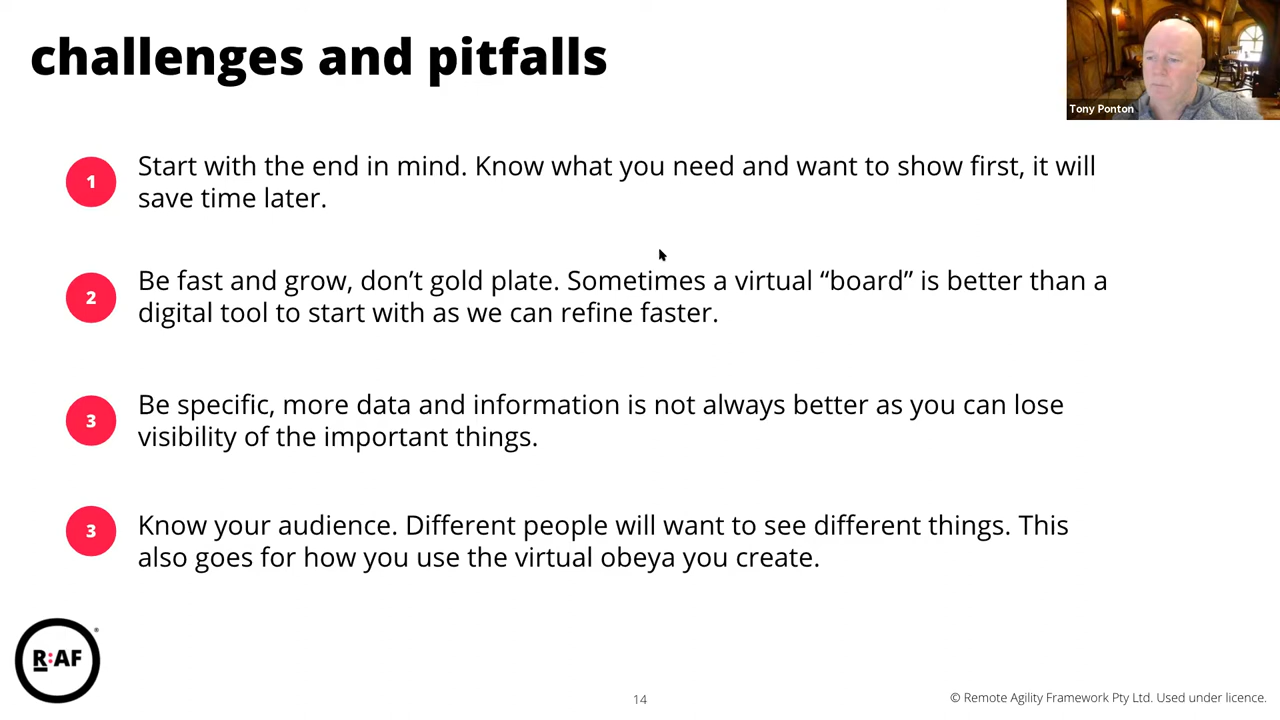 challenges and pitfalls
Tony Ponton
1
Start with the end in mind. Know what you need and want to show first, it will
save time later.
2
Be fast and grow, don’t gold plate. Sometimes a virtual “board” is better than a
digital tool to start with as we can refine faster.
3
Be specific, more data and information is not always better as you can lose
visibility of the important things.
3
Know your audience. Different people will want to see different things. This
also goes for how you use the virtual obeya you create.
R:AF®
14
© Remote Agility Framework Pty Ltd. Used under licence.